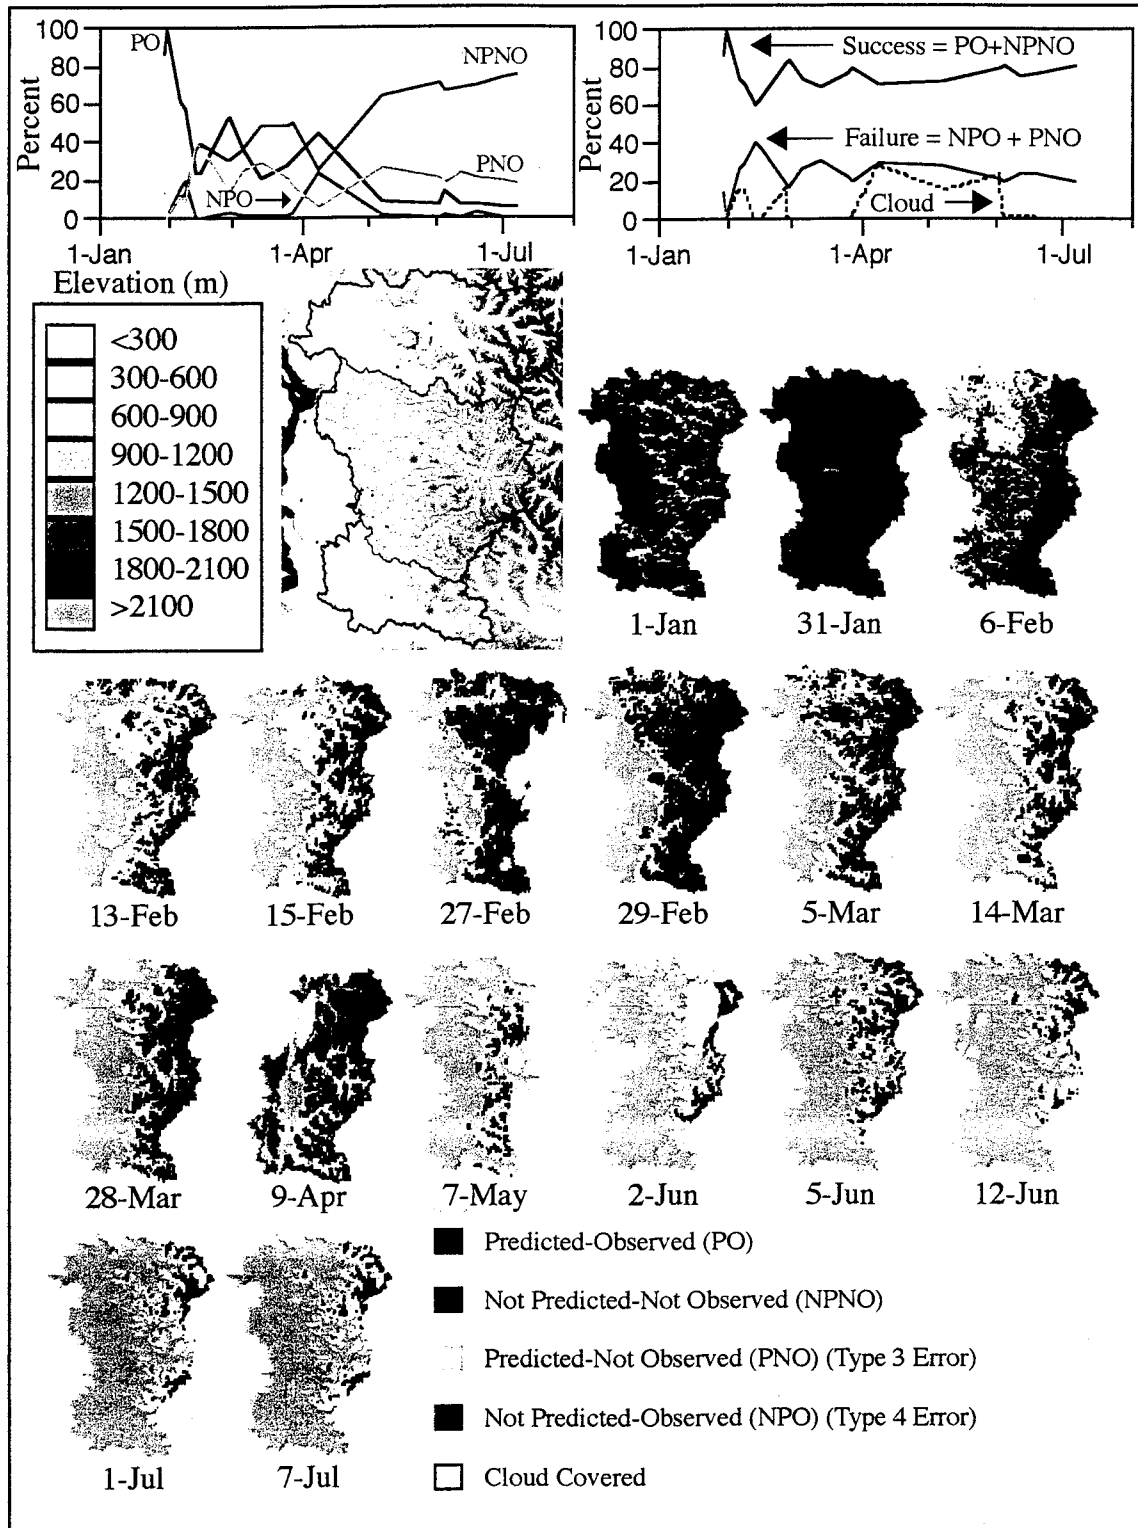 100
80
60
40
20
0
Percent
PO
NPNO
PNO
NPO
1-Jan
1-Apr
1-Jul
100
80
60
40
20
0
Percent
Success = PO+NPNO
Failure = NPO + PNO
Cloud
1-Jan
1-Apr
1-Jul
Elevation (m)
<300
300-600
600-900
900-1200
1200-1500
1500-1800
1800-2100
>2100
1-Jan
31-Jan
6-Feb
13-Feb
15-Feb
27-Feb
29-Feb
5-Mar
14-Mar
28-Mar
9-Apr
7-May
2-Jun
5-Jun
12-Jun
1-Jul
7-Jul
Predicted-Observed (PO)
Not Predicted-Not Observed (NPNO)
Predicted-Not Observed (PNO) (Type 3 Error)
Not Predicted-Observed (NPO) (Type 4 Error)
Cloud Covered